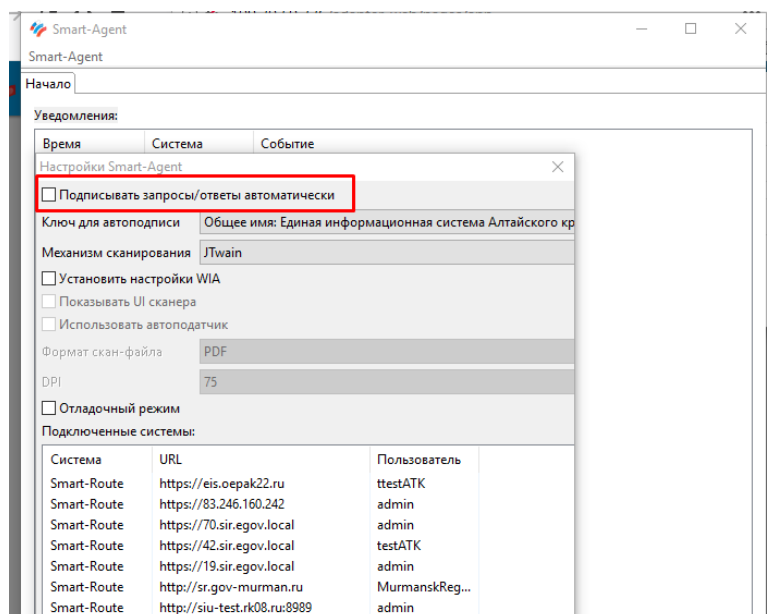 Smart-Agent
Smart-Agent
Начало
Уведомления:
Время Система Событие
Настройки Smart-Agent
Подписывать запросы/ответы автоматически
Ключ для автоподписи Общее имя: Единая информационная система Алтайского кр
Механизм сканирования JTwain
Установить настройки WIA
Показывать UI сканера
Использовать автоподатчик
Формат скан-файла PDF
DPI 75
Отладочный режим
Подключенные системы:
Система URL Пользователь
Smart-Route https://eis.oepak22.ru ttestATK
Smart-Route https://83.246.160.242 admin
Smart-Route https://70.sir.egov.local admin
Smart-Route https://42.sir.egov.local testATK
Smart-Route https://19.sir.egov.local admin
Smart-Route http://sr.gov-murman.ru MurmanskReg...
Smart-Route http://siu-test.rk08.ru:8989 admin